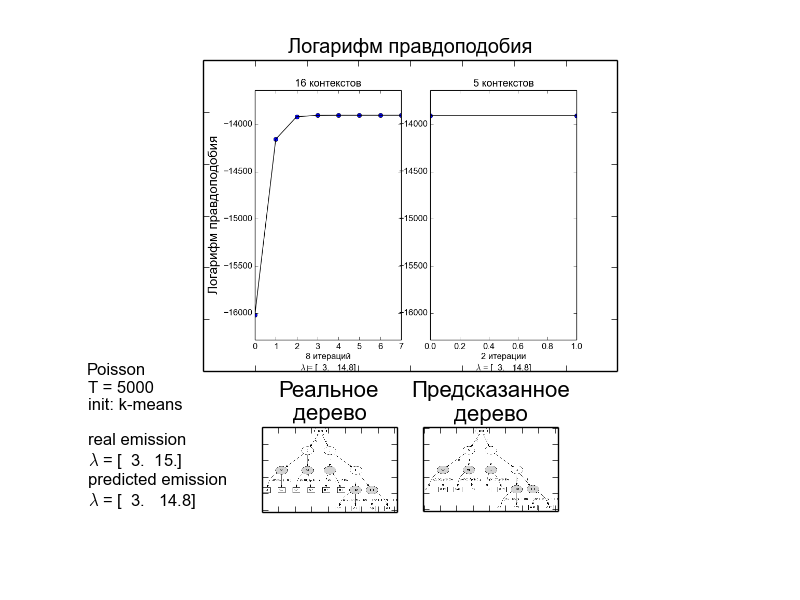 Логарифм правдоподобия
16 контекстов
5 контекстов
Логарифм правдоподобия
−14000
−14500
−15000
−15500
−16000
0 1 2 3 4 5 6 7
8 итераций
λ = [ 3. 14.8]
−14000
−14500
−15000
−15500
−16000
0.0 0.2 0.4 0.6 0.8 1.0
2 итерации
λ = [ 3. 14.8]
Poisson
T = 5000
init: k-means
real emission
λ = [ 3. 15.]
predicted emission
λ = [ 3. 14.8]
Реальное
дерево
Предсказанное
дерево